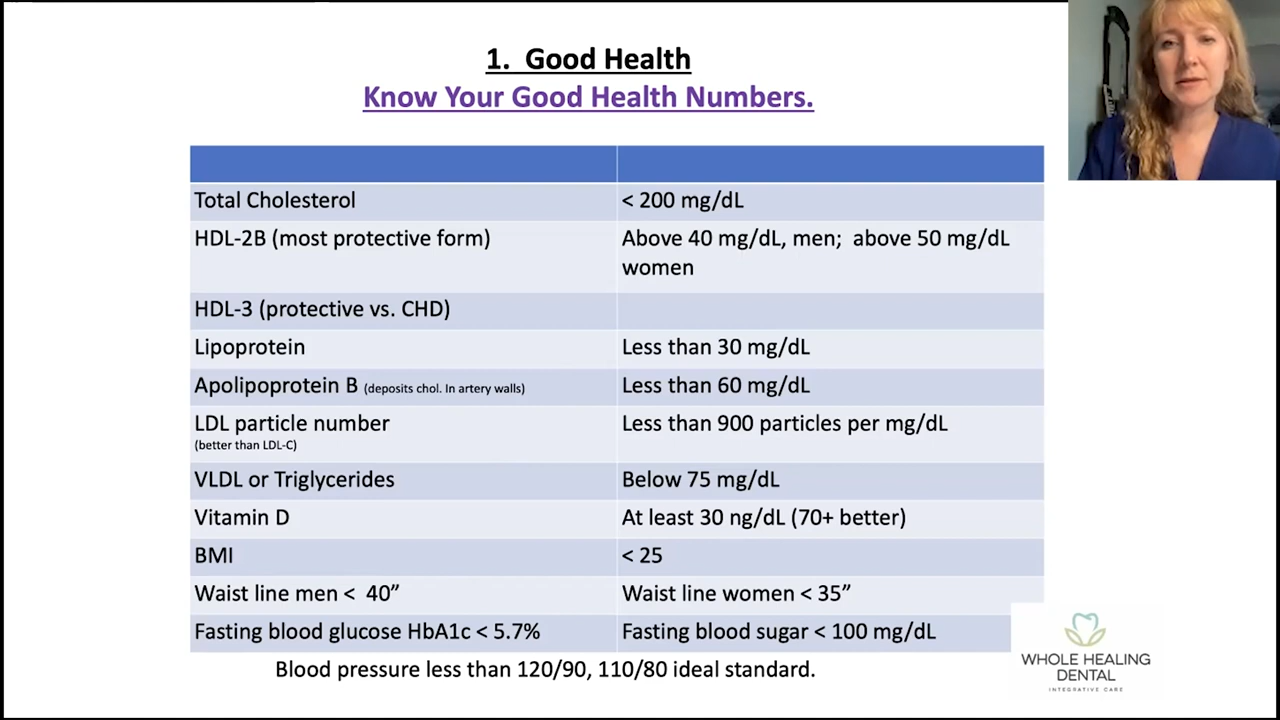 1. Good Health
Know Your Good Health Numbers.
Total Cholesterol
< 200 mg/dL
HDL-2B (most protective form)
Above 40 mg/dL, men; above 50 mg/dL
women
HDL-3 (protective vs. CHD)
Lipoprotein
Less than 30 mg/dL
Apolipoprotein B (deposits chol. In artery walls)
Less than 60 mg/dL
LDL particle number
(better than LDL-C)
Less than 900 particles per mg/dL
VLDL or Triglycerides
Below 75 mg/dL
Vitamin D
At least 30 ng/dL (70+ better)
BMI
< 25
Waist line men < 40”
Waist line women < 35”
Fasting blood glucose HbA1c < 5.7%
Fasting blood sugar < 100 mg/dL
Blood pressure less than 120/90, 110/80 ideal standard.
WHOLE HEALING
DENTAL
INTEGRATIVE CARE